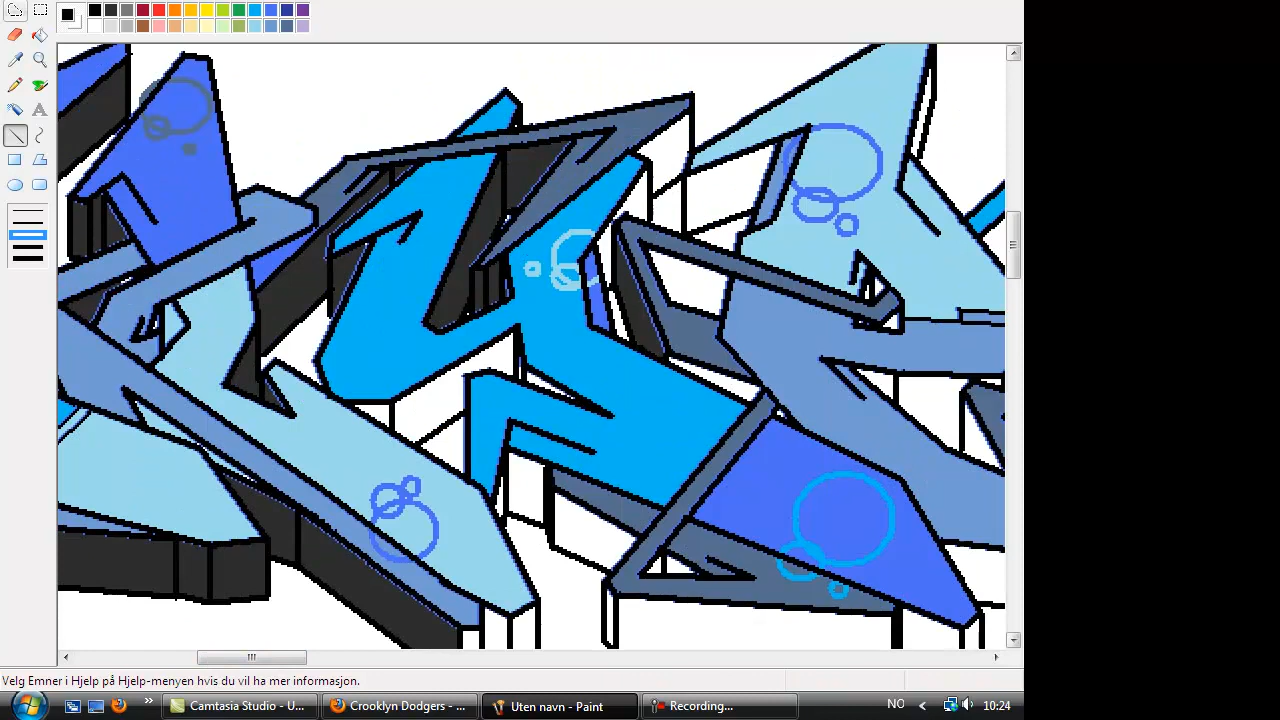 A
Velg Emner i Hjelp på Hjelp-menyen hvis du vil ha mer informasjon.
Camtasia Studio - U... Crooklyn Dodgers - ... Uten navn - Paint Recording... NO 10:24